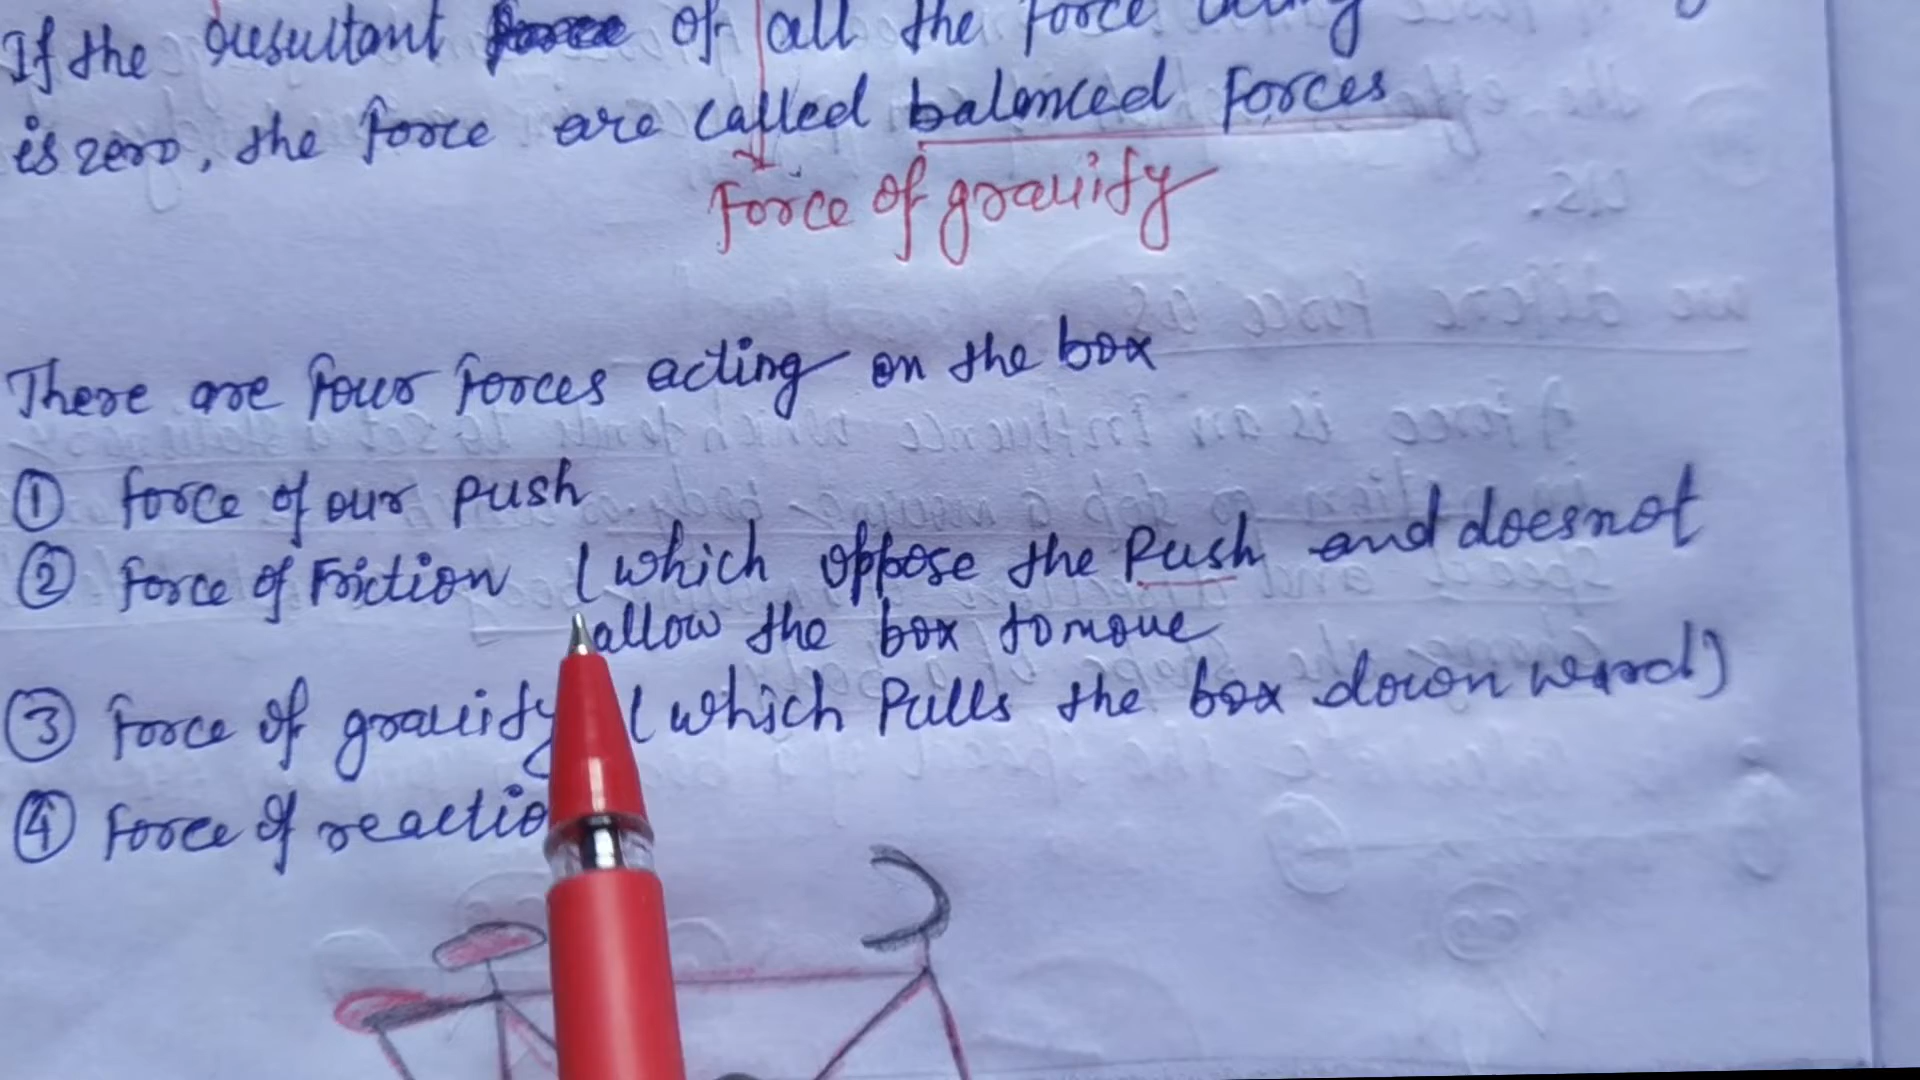 If the resultant of all the force acting
is zero, the force are called balanced forces
Force of gravity
There are four forces acting on the box
① force of our push
② force of Friction (which oppose the Push and doesnot
allow the box to move
③ force of gravity (which Pulls the box downward)
④ force of reactio